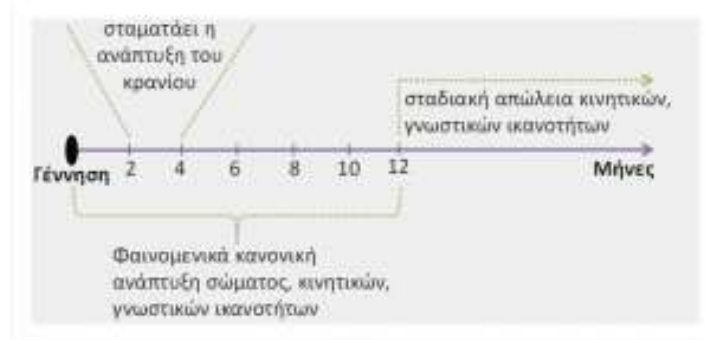 σταματάει η
ανάπτυξη του
κρανίου
σταδιακή απώλεια κινητικών,
γνωστικών ικανοτήτων
Γέννηση 2 4 6 8 10 12 Μήνες
Φαινομενικά κανονική
ανάπτυξη σώματος, κινητικών,
γνωστικών ικανοτήτων